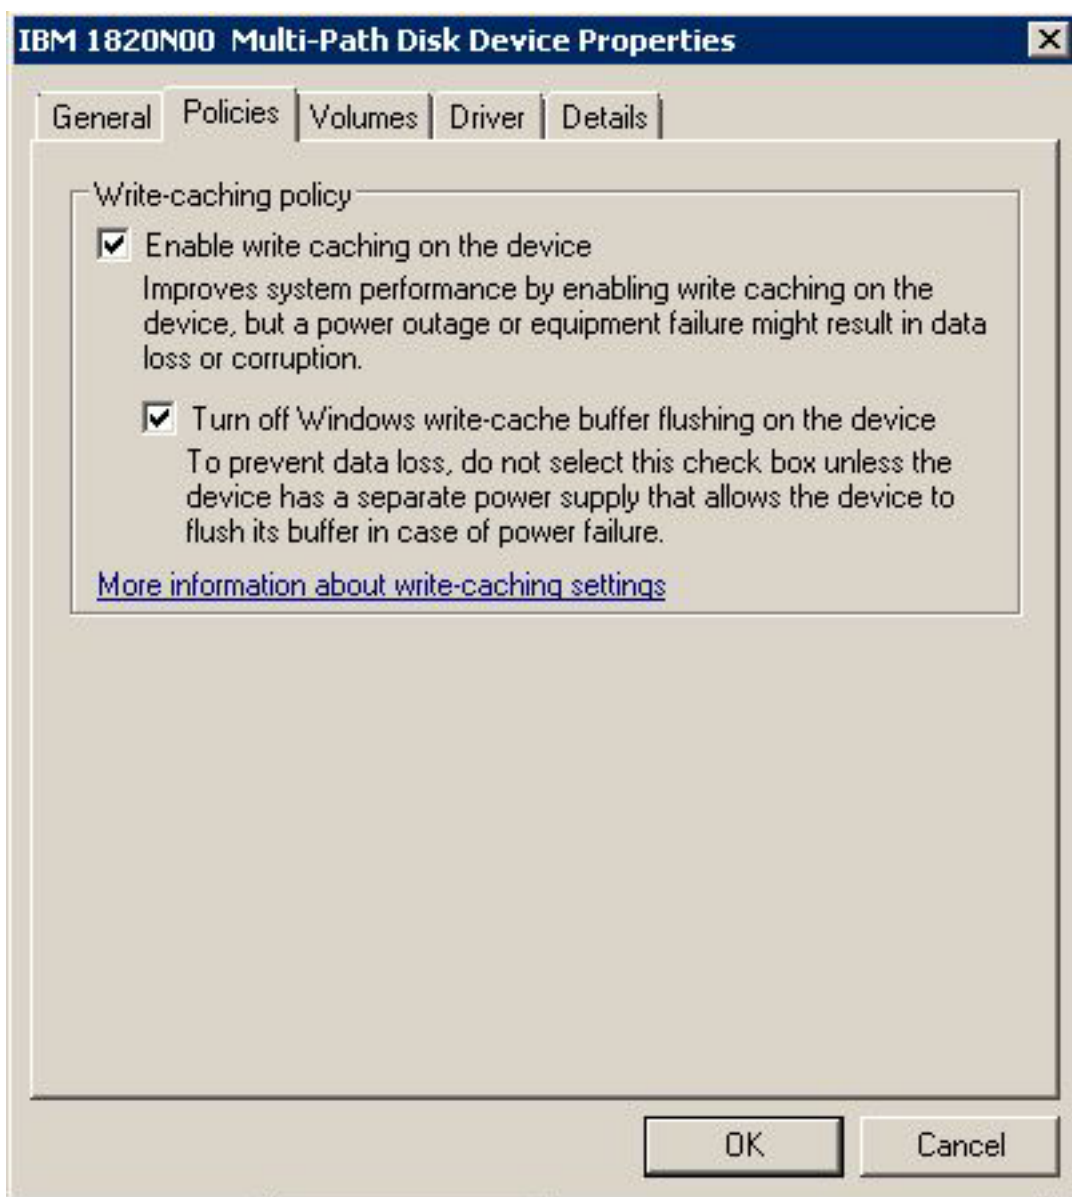 IBM 1820N00 Multi-Path Disk Device Properties
General Policies Volumes Driver Details
Write-caching policy
Enable write caching on the device
Improves system performance by enabling write caching on the
device, but a power outage or equipment failure might result in data
loss or corruption.
Turn off Windows write-cache buffer flushing on the device
To prevent data loss, do not select this check box unless the
device has a separate power supply that allows the device to
flush its buffer in case of power failure.
More information about write-caching settings
OK Cancel